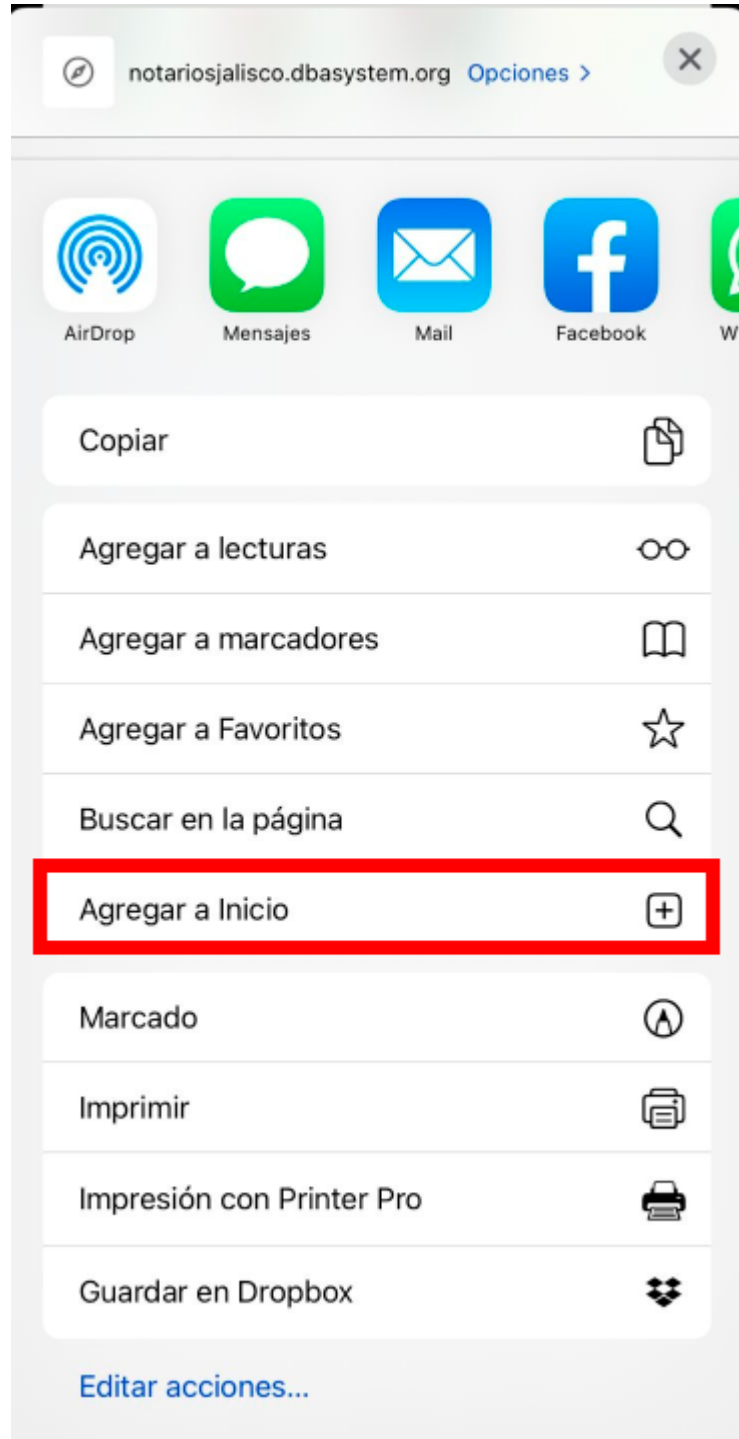 notariosjalisco.dbasystem.org Opciones >
AirDrop Mensajes Mail Facebook W
Copiar
Agregar a lecturas
Agregar a marcadores
Agregar a Favoritos
Buscar en la página
Agregar a Inicio
Marcado
Imprimir
Impresión con Printer Pro
Guardar en Dropbox
Editar acciones...